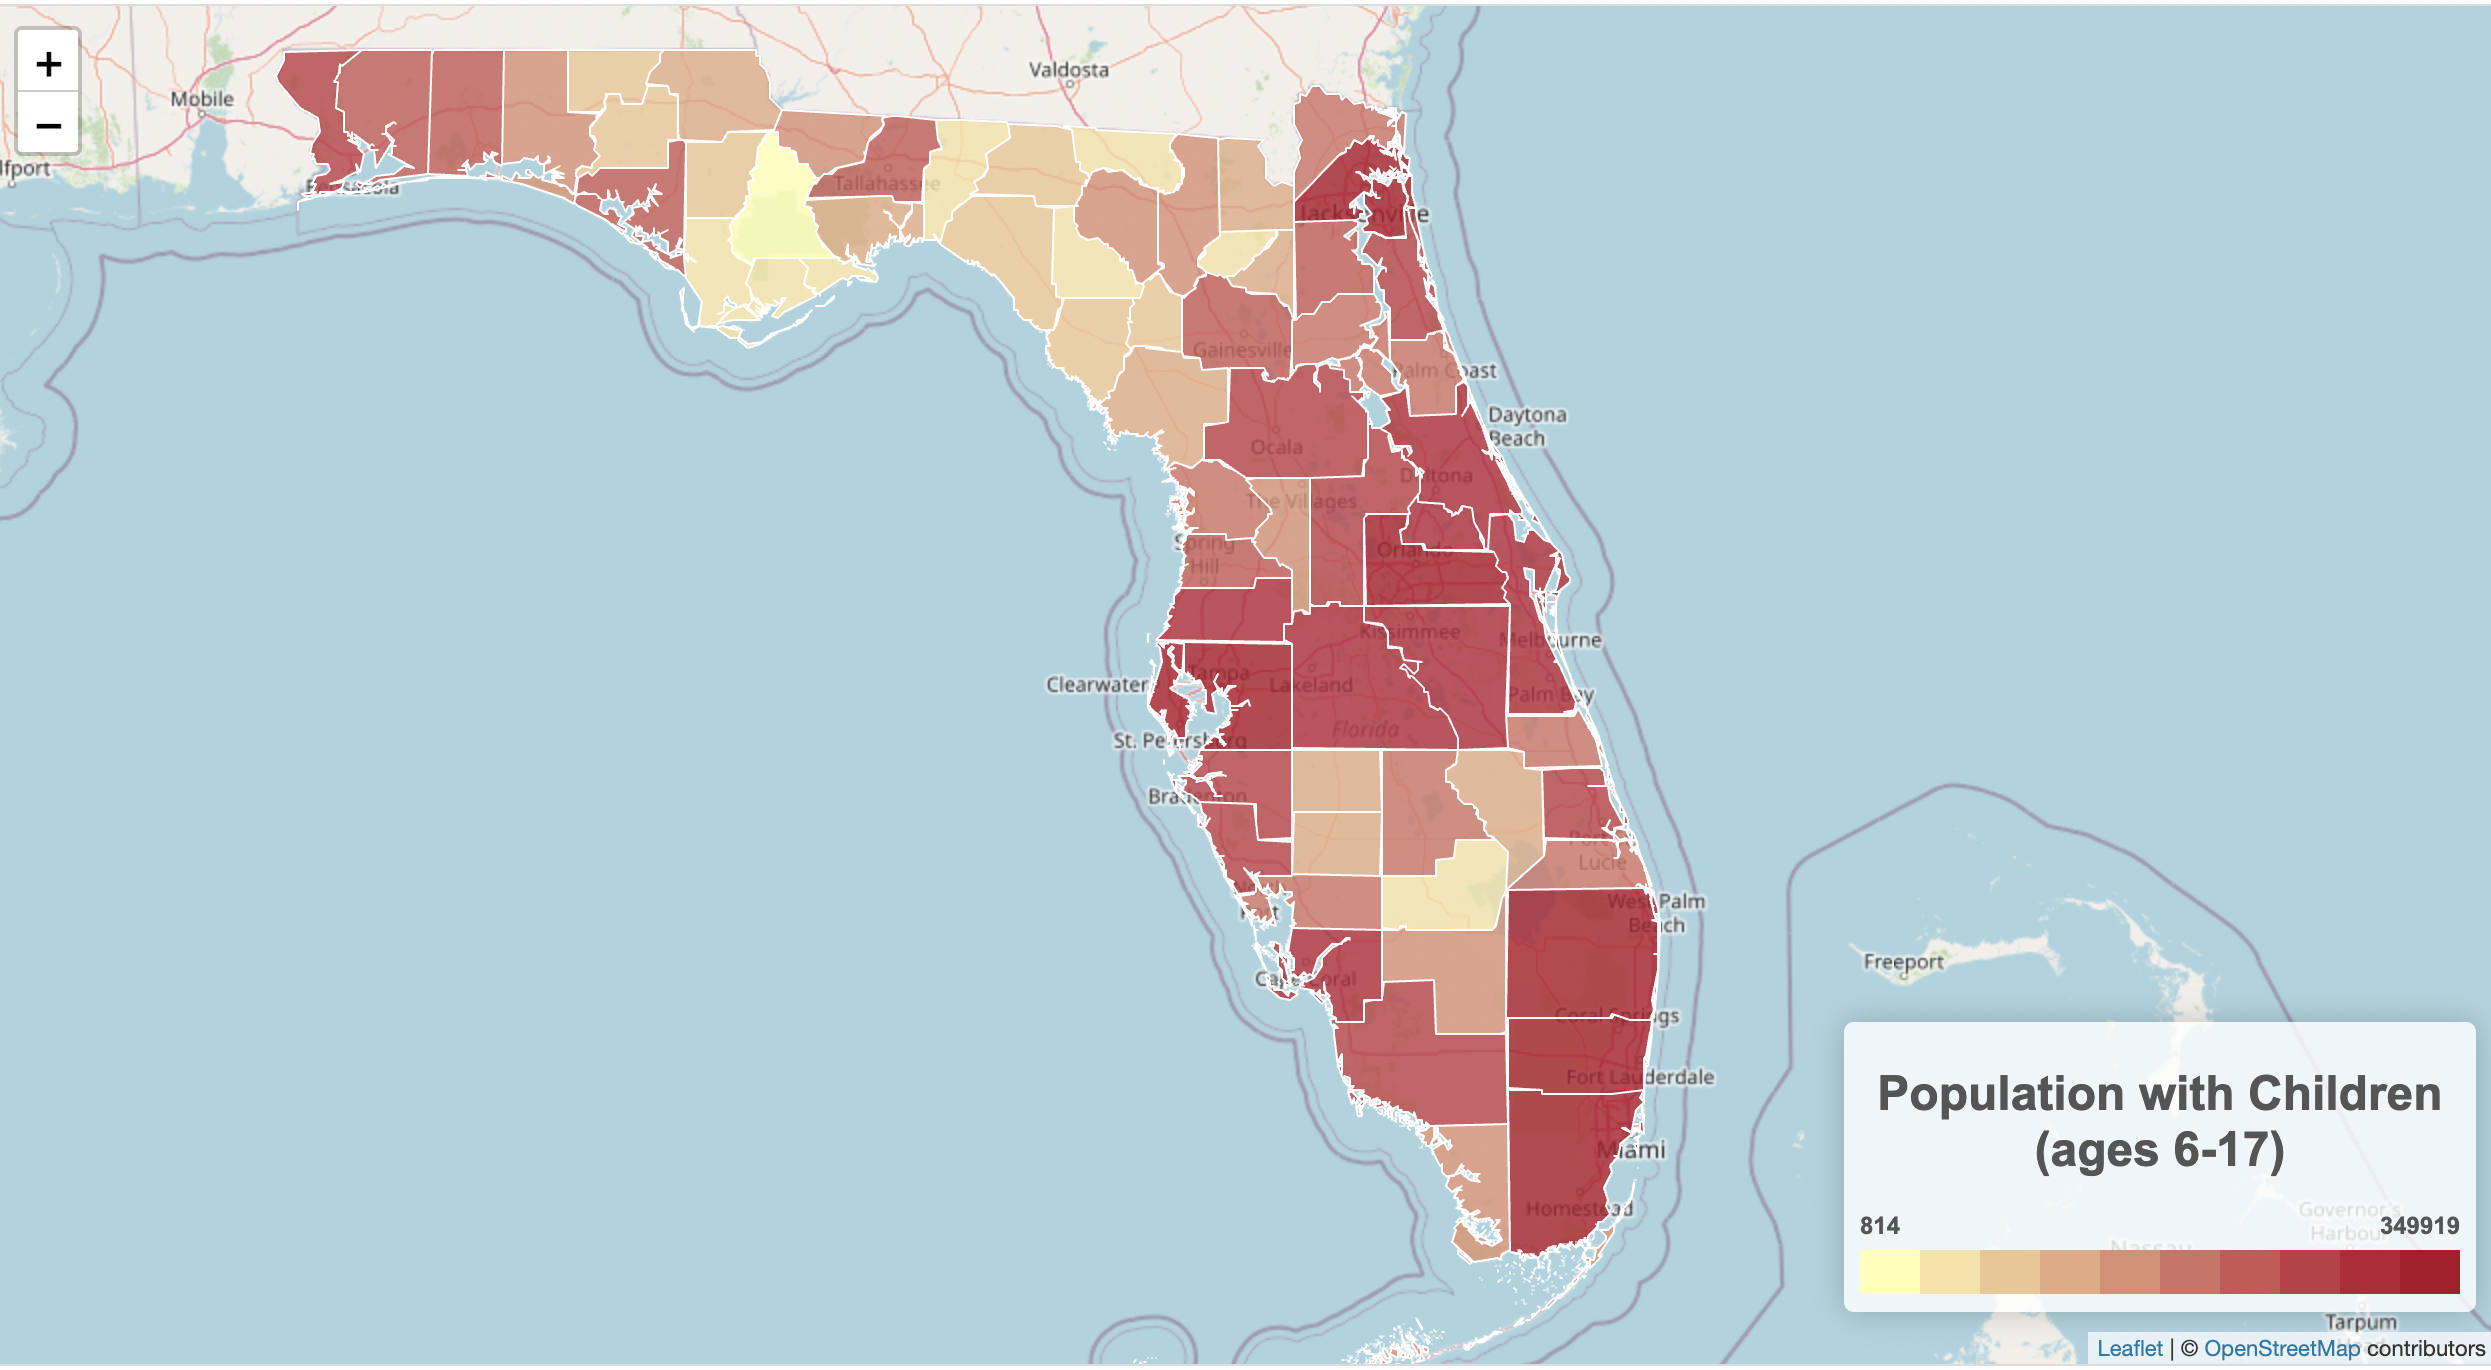 +
−
Mobile
Valdosta
lfport
Pensacola
Tallahassee
Jacksonville
Gainesville
Palm Coast
Daytona
Beach
Ocala
Deltona
The Villages
Spring
Hill
Orlando
Kissimmee
Melbourne
Clearwater
Tampa
Lakeland
Palm Bay
Florida
St. Petersburg
Bradenton
Port
Lucie
North
Port
West Palm
Beach
Cape Coral
Freeport
Coral Springs
Fort Lauderdale
Miami
Homestead
Population with Children
(ages 6-17)
814
349919
Governor's
Harbour
Nassau
Tarpum
Head
Leaflet | © OpenStreetMap contributors